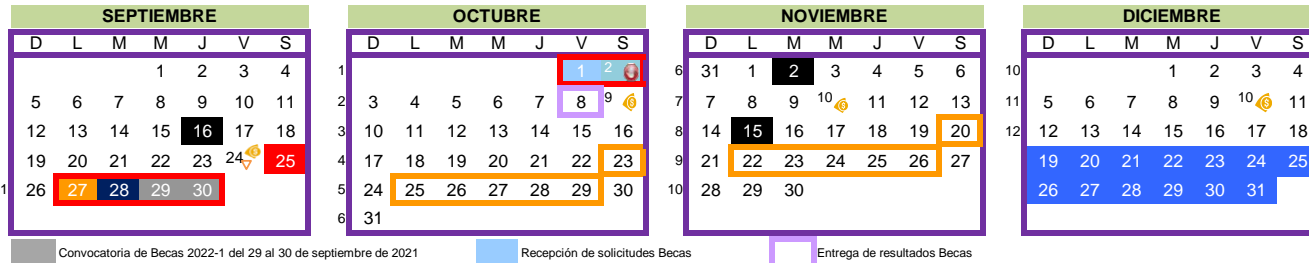 SEPTIEMBRE OCTUBRE NOVIEMBRE DICIEMBRE
D L M M J V S D L M M J V S D L M M J V S D L M M J V S
1 2 3 4 1 1 2 6 31 1 2 3 4 5 6 10 1 2 3 4
5 6 7 8 9 10 11 2 3 4 5 6 7 8 9 7 7 8 9 10 11 12 13 11 5 6 7 8 9 10 11
12 13 14 15 16 17 18 3 10 11 12 13 14 15 16 8 14 15 16 17 18 19 20 12 12 13 14 15 16 17 18
19 20 21 22 23 24 25 4 17 18 19 20 21 22 23 9 21 22 23 24 25 26 27 19 20 21 22 23 24 25
1 26 27 28 29 30 5 24 25 26 27 28 29 30 10 28 29 30 26 27 28 29 30 31
6 31
Convocatoria de Becas 2022-1 del 29 al 30 de septiembre de 2021 Recepción de solicitudes Becas Entrega de resultados Becas